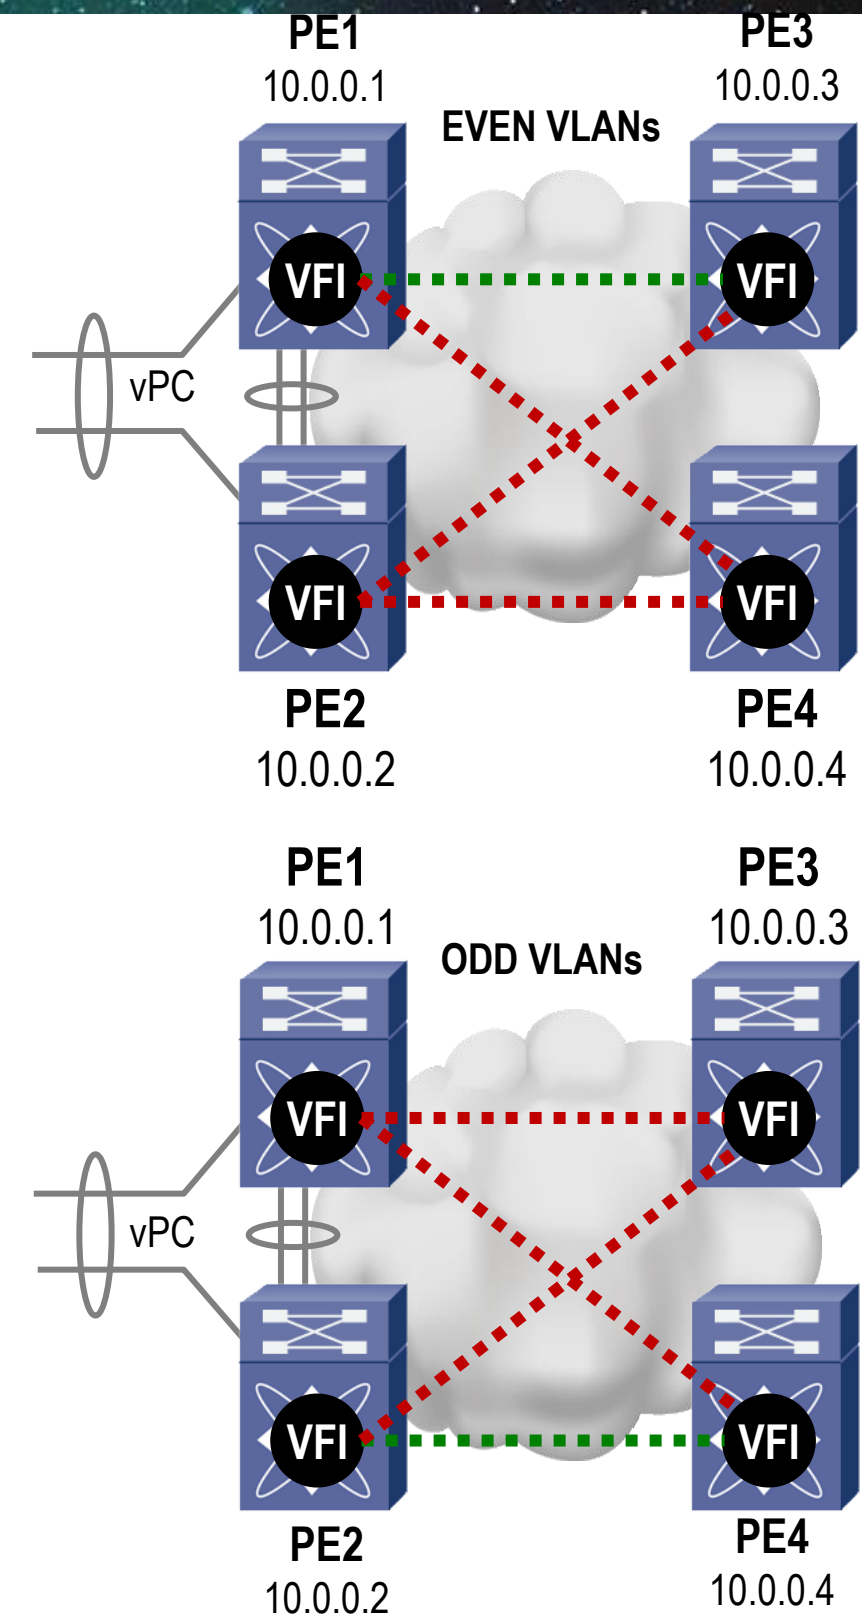 PE1
PE3
10.0.0.1
10.0.0.3
EVEN VLANs
VFI
VFI
vPC
VFI
VFI
PE2
PE4
10.0.0.2
10.0.0.4
PE1
PE3
10.0.0.1
10.0.0.3
ODD VLANs
VFI
VFI
vPC
VFI
VFI
PE2
PE4
10.0.0.2
10.0.0.4